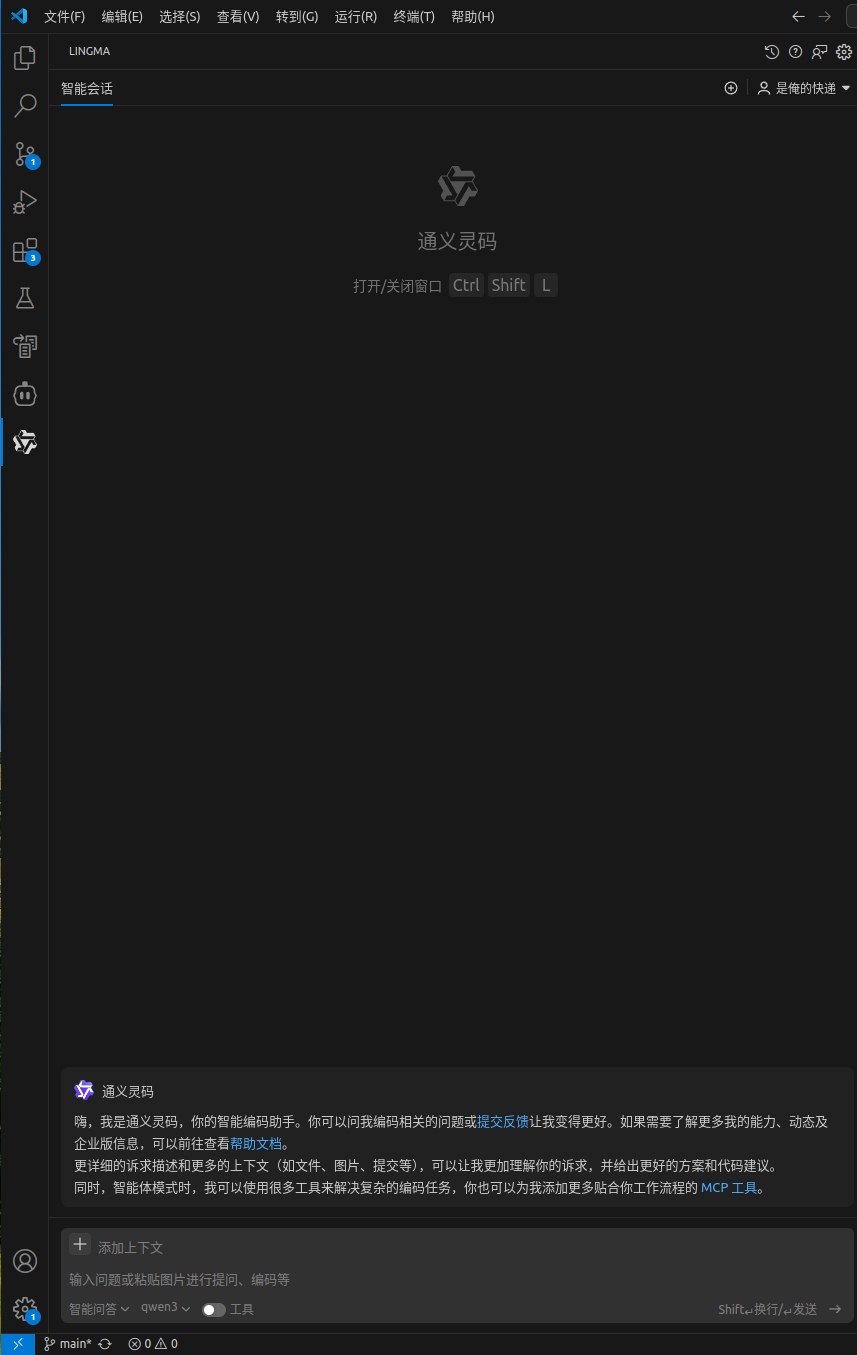 文件(F) 编辑(E) 选择(S) 查看(V) 转到(G) 运行(R) 终端(T) 帮助(H)
LINGMA
智能会话
是俺的快递
1
3
通义灵码
打开/关闭窗口 Ctrl Shift L
通义灵码
嗨，我是通义灵码，你的智能编码助手。你可以问我编码相关的问题或提交反馈让我变得更好。如果需要了解更多我的能力、动态及
企业版信息，可以前往查看帮助文档。
更详细的诉求描述和更多的上下文（如文件、图片、提交等），可以让我更加理解你的诉求，并给出更好的方案和代码建议。
同时，智能体模式时，我可以使用很多工具来解决复杂的编码任务，你也可以为我添加更多贴合你工作流程的 MCP 工具。
添加上下文
输入问题或粘贴图片进行提问、编码等
智能问答 qwen3 工具 Shift↵换行/↵发送
1
main* 0 0